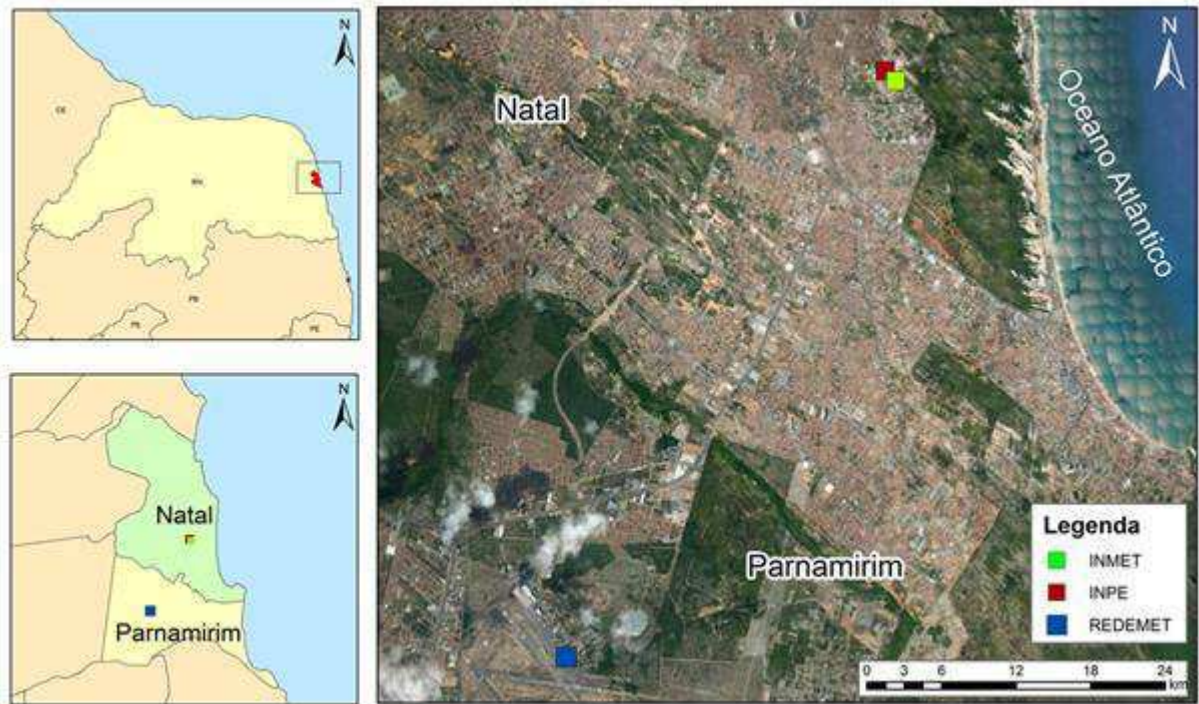 N
CE
RN
PB
PE
PE
N
Natal
Parnamirim
N
Natal
Oceano Atlântico
Parnamirim
Legenda
INMET
INPE
REDEMET
0 3 6 12 18 24
km